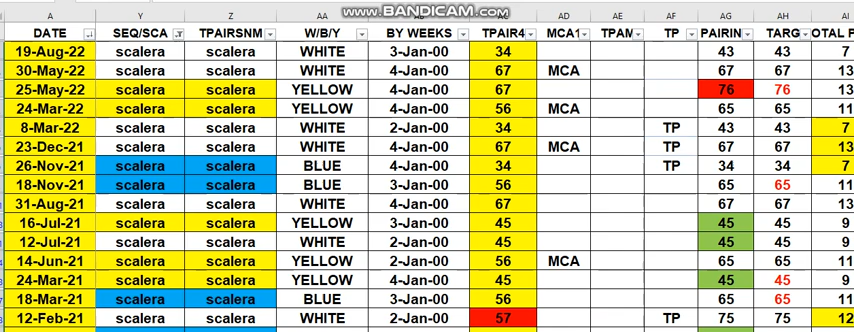 www.BANDICAM.com
A Y Z AA AB AC AD AE AF AG AH AI
DATE SEQ/SCA TPAIRSNM W/B/Y BY WEEKS TPAIR4 MCA1 TPAM TP PAIRIN TARG OTAL P
19-Aug-22 scalera scalera WHITE 3-Jan-00 34 43 43 7
30-May-22 scalera scalera WHITE 4-Jan-00 67 MCA 67 67 13
25-May-22 scalera scalera YELLOW 4-Jan-00 67 76 76 13
24-Mar-22 scalera scalera YELLOW 4-Jan-00 56 MCA 65 65 11
8-Mar-22 scalera scalera WHITE 2-Jan-00 34 TP 43 43 7
23-Dec-21 scalera scalera WHITE 4-Jan-00 67 MCA TP 67 67 13
26-Nov-21 scalera scalera BLUE 4-Jan-00 34 TP 34 34 7
18-Nov-21 scalera scalera BLUE 3-Jan-00 56 65 65 11
31-Aug-21 scalera scalera WHITE 4-Jan-00 67 67 67 13
16-Jul-21 scalera scalera YELLOW 3-Jan-00 45 45 45 9
12-Jul-21 scalera scalera WHITE 2-Jan-00 45 45 45 9
14-Jun-21 scalera scalera YELLOW 2-Jan-00 56 MCA 65 65 11
24-Mar-21 scalera scalera YELLOW 4-Jan-00 45 45 45 9
18-Mar-21 scalera scalera BLUE 3-Jan-00 56 65 65 11
12-Feb-21 scalera scalera WHITE 2-Jan-00 57 TP 75 75 12